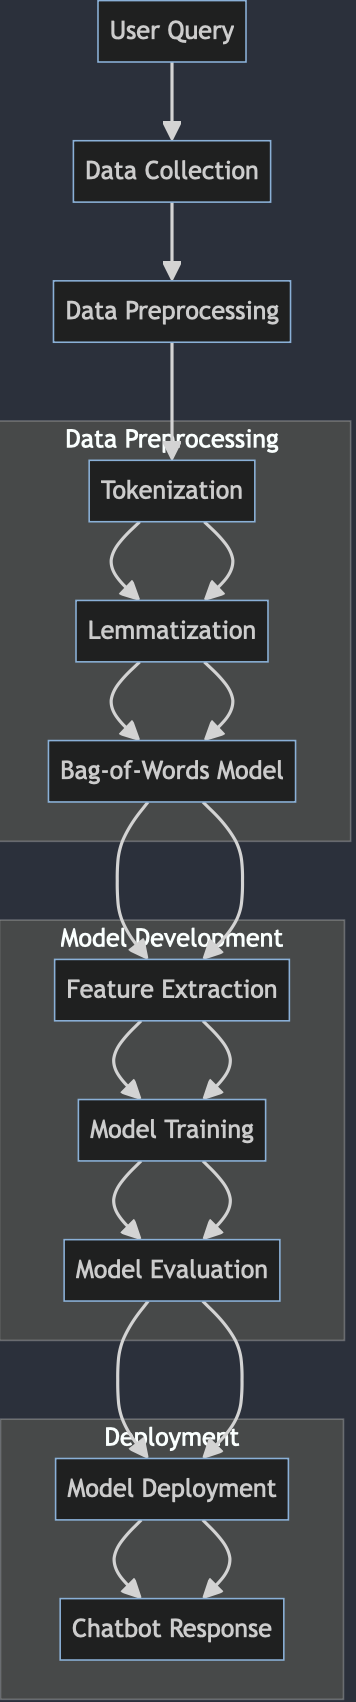 User Query
Data Collection
Data Preprocessing
Data Preprocessing
Tokenization
Lemmatization
Bag-of-Words Model
Model Development
Feature Extraction
Model Training
Model Evaluation
Deployment
Model Deployment
Chatbot Response